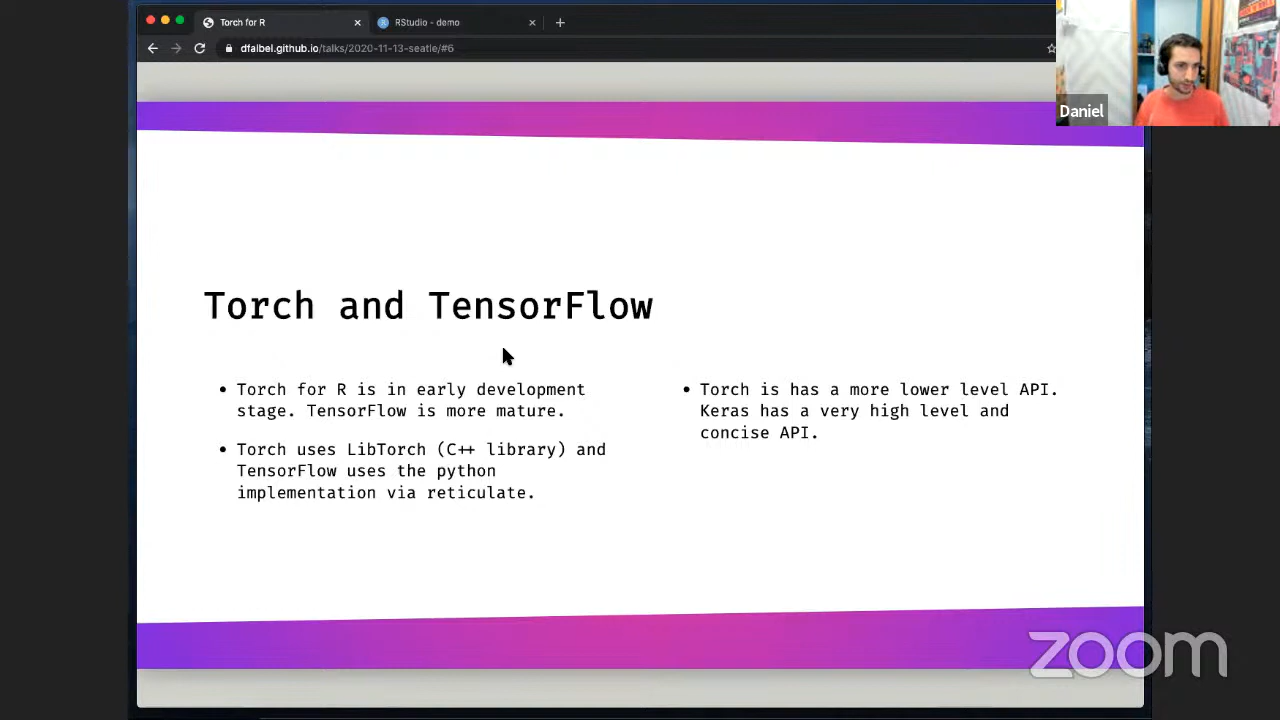 Torch for R
RStudio - demo
dfalbel.github.io/talks/2020-11-13-seatle/#6
Daniel
Torch and TensorFlow
• Torch for R is in early development
stage. TensorFlow is more mature.
• Torch uses LibTorch (C++ library) and
TensorFlow uses the python
implementation via reticulate.
• Torch is has a more lower level API.
Keras has a very high level and
concise API.
zoom